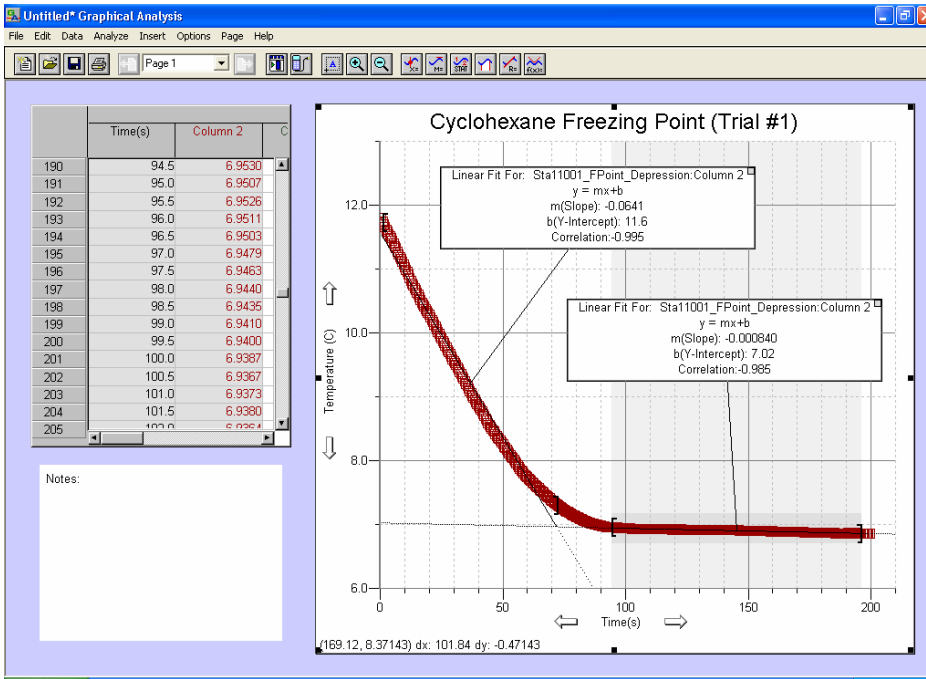 Untitled* Graphical Analysis
File Edit Data Analyze Insert Options Page Help
Page 1
X= M= STAT R= f(x)=
Time(s) Column 2 C
190 94.5 6.9530
191 95.0 6.9507
192 95.5 6.9526
193 96.0 6.9511
194 96.5 6.9503
195 97.0 6.9479
196 97.5 6.9463
197 98.0 6.9440
198 98.5 6.9435
199 99.0 6.9410
200 99.5 6.9400
201 100.0 6.9387
202 100.5 6.9367
203 101.0 6.9373
204 101.5 6.9380
205 102.0 6.9364
Notes:
Cyclohexane Freezing Point (Trial #1)
Linear Fit For: Sta11001_FPoint_Depression:Column 2
y = mx+b
m(Slope): -0.0641
b(Y-Intercept): 11.6
Correlation:-0.995
Linear Fit For: Sta11001_FPoint_Depression:Column 2
y = mx+b
m(Slope): -0.000840
b(Y-Intercept): 7.02
Correlation:-0.985
Temperature (C)
12.0
10.0
8.0
6.0
0 50 100 150 200
Time(s)
(169.12, 8.37143) dx: 101.84 dy: -0.47143